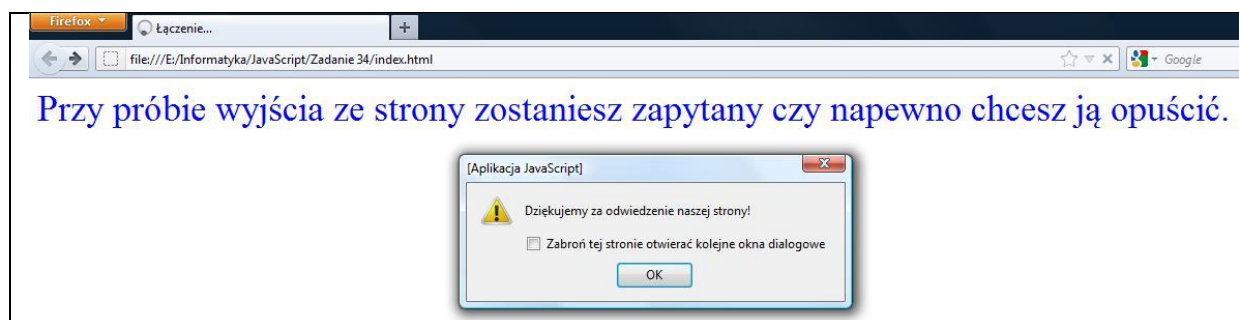 Firefox
Łączenie...
file:///E:/Informatyka/JavaScript/Zadanie 34/index.html
Google
Przy próbie wyjścia ze strony zostaniesz zapytany czy napewno chcesz ją opuścić.
[Aplikacja JavaScript]
Dziękujemy za odwiedzenie naszej strony!
Zabroń tej stronie otwierać kolejne okna dialogowe
OK